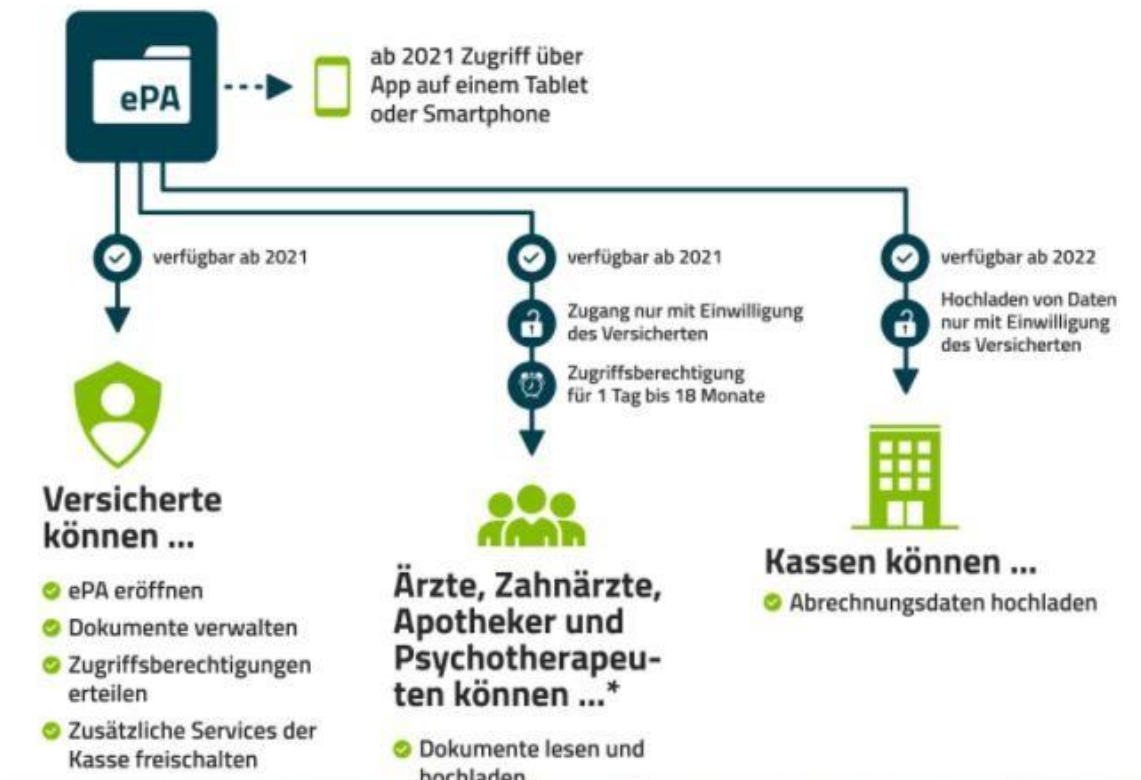 ePA
ab 2021 Zugriff über
App auf einem Tablet
oder Smartphone
verfügbar ab 2021
Versicherte
können ...
ePA eröffnen
Dokumente verwalten
Zugriffsberechtigungen
erteilen
Zusätzliche Services der
Kasse freischalten
verfügbar ab 2021
Zugang nur mit Einwilligung
des Versicherten
Zugriffsberechtigung
für 1 Tag bis 18 Monate
Ärzte, Zahnärzte,
Apotheker und
Psychotherapeu-
ten können ...*
Dokumente lesen und
hochladen
verfügbar ab 2022
Hochladen von Daten
nur mit Einwilligung
des Versicherten
Kassen können ...
Abrechnungsdaten hochladen